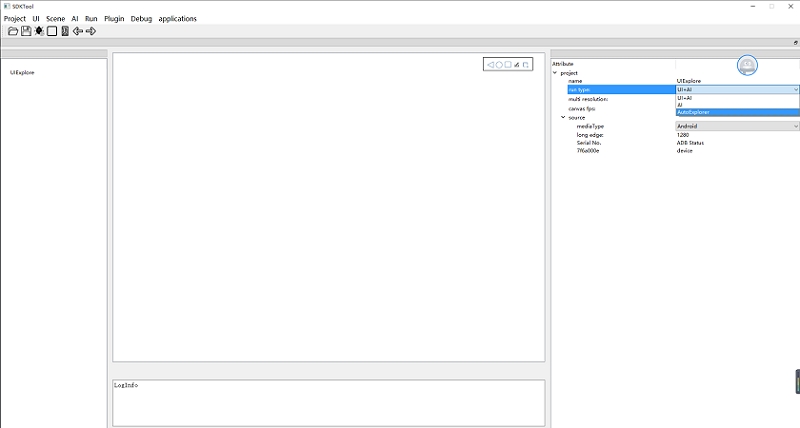 SDKTool
Project UI Scene AI Run Plugin Debug applications
UIExplore
Attribute
project
name UIExplore
run type: UI+AI
UI+AI
multi resolution:
AI
canvas fps: AutoExplorer
source
mediaType Android
long edge: 1280
Serial No. ADB Status
7f6a000e device
LogInfo